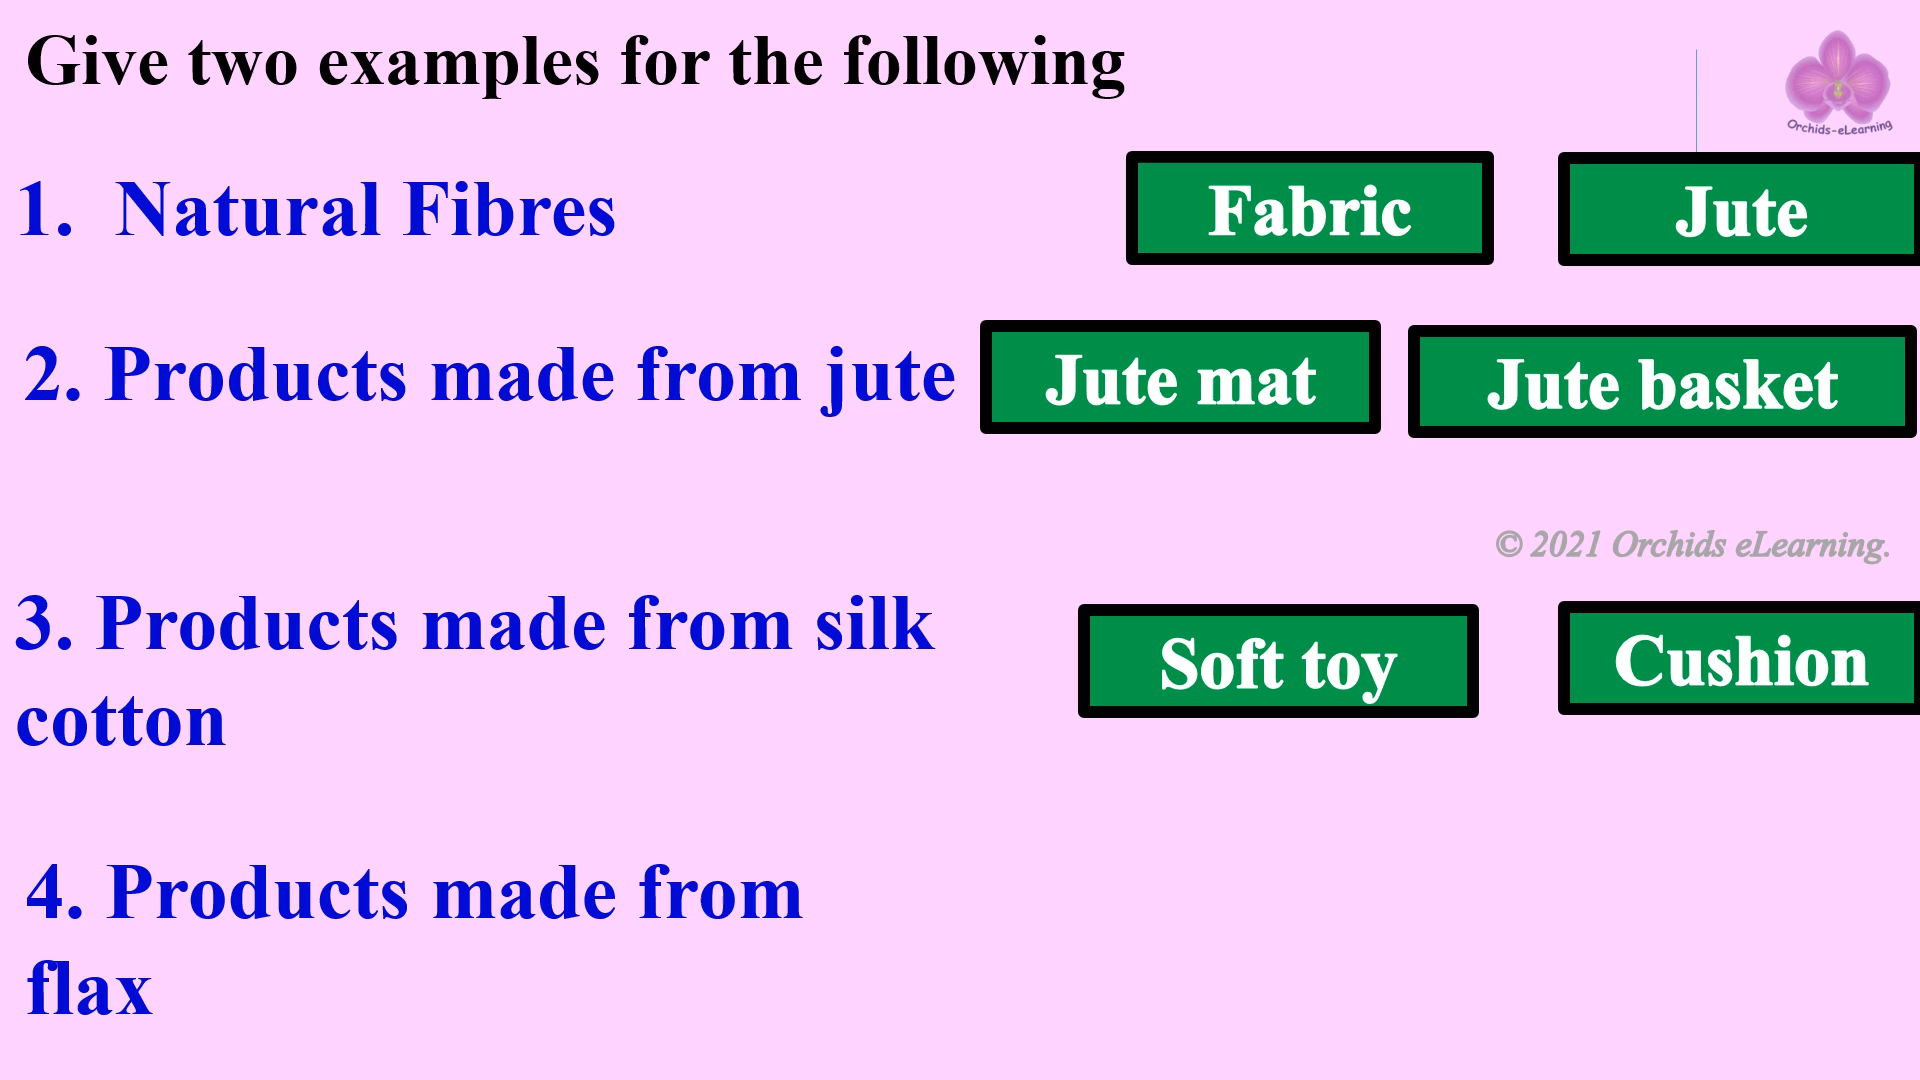 Give two examples for the following
Orchids-eLearning
1. Natural Fibres
Fabric
Jute
2. Products made from jute
Jute mat
Jute basket
© 2021 Orchids eLearning.
3. Products made from silk
cotton
Soft toy
Cushion
4. Products made from
flax